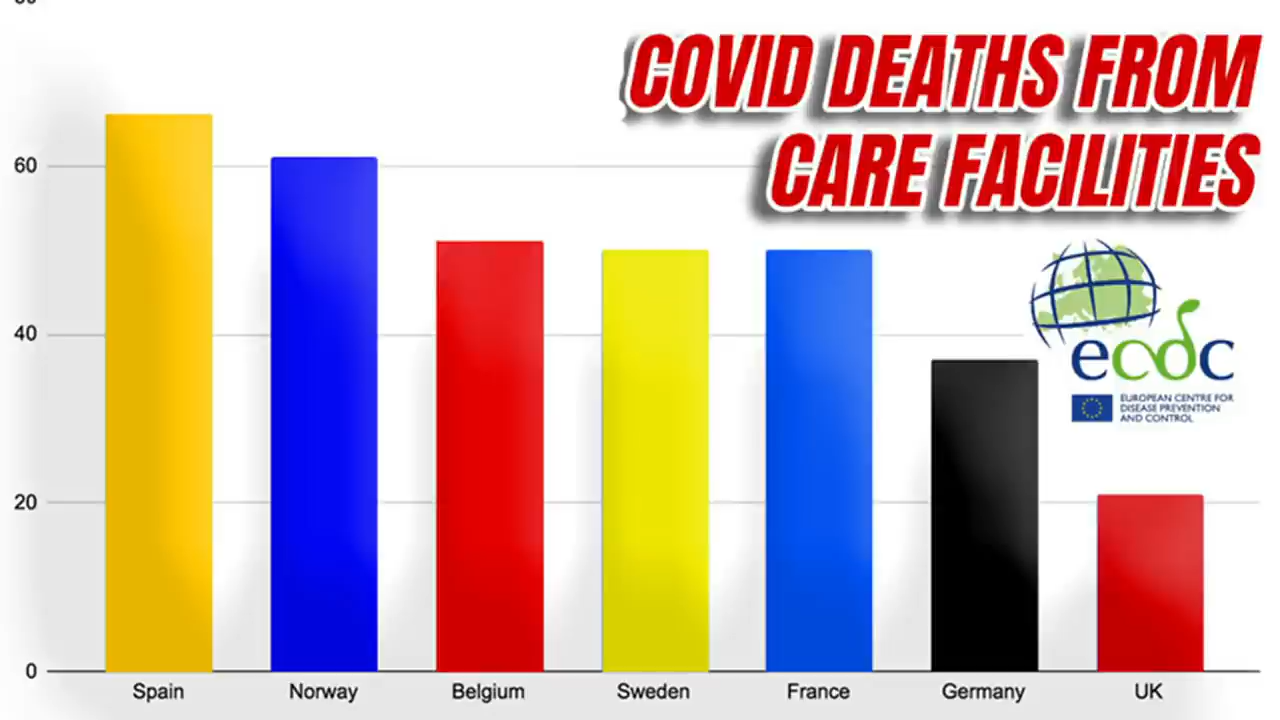 COVID DEATHS FROM
CARE FACILITIES
60
40
20
0
ecdc
EUROPEAN CENTRE FOR
DISEASE PREVENTION
AND CONTROL
Spain
Norway
Belgium
Sweden
France
Germany
UK